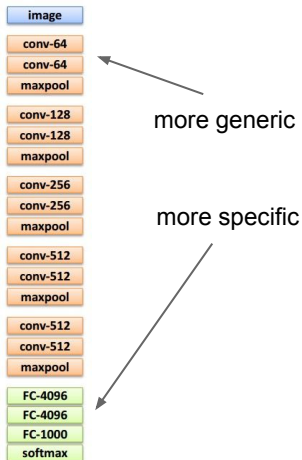 image
conv-64
conv-64
maxpool
conv-128
conv-128
maxpool
conv-256
conv-256
maxpool
conv-512
conv-512
maxpool
conv-512
conv-512
maxpool
FC-4096
FC-4096
FC-1000
softmax
more generic
more specific